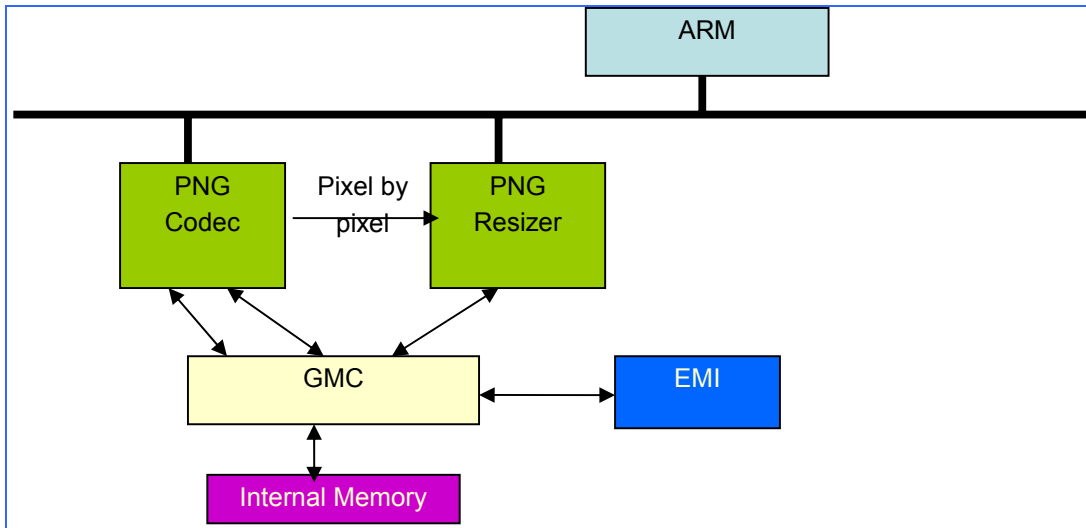 ARM
PNG
Codec
Pixel by
pixel
PNG
Resizer
GMC
EMI
Internal Memory